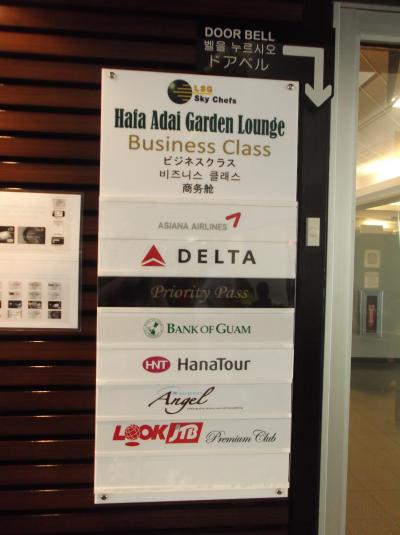 DOOR BELL
벨을 누르시오
ドアベル
LSG
Sky Chefs
Hafa Adai Garden Lounge
Business Class
ビジネスクラス
비즈니스 클래스
商务舱
ASIANA AIRLINES
DELTA
Priority Pass
BANK OF GUAM
HNT HanaTour
Angel
LOOK JTB Premium Club